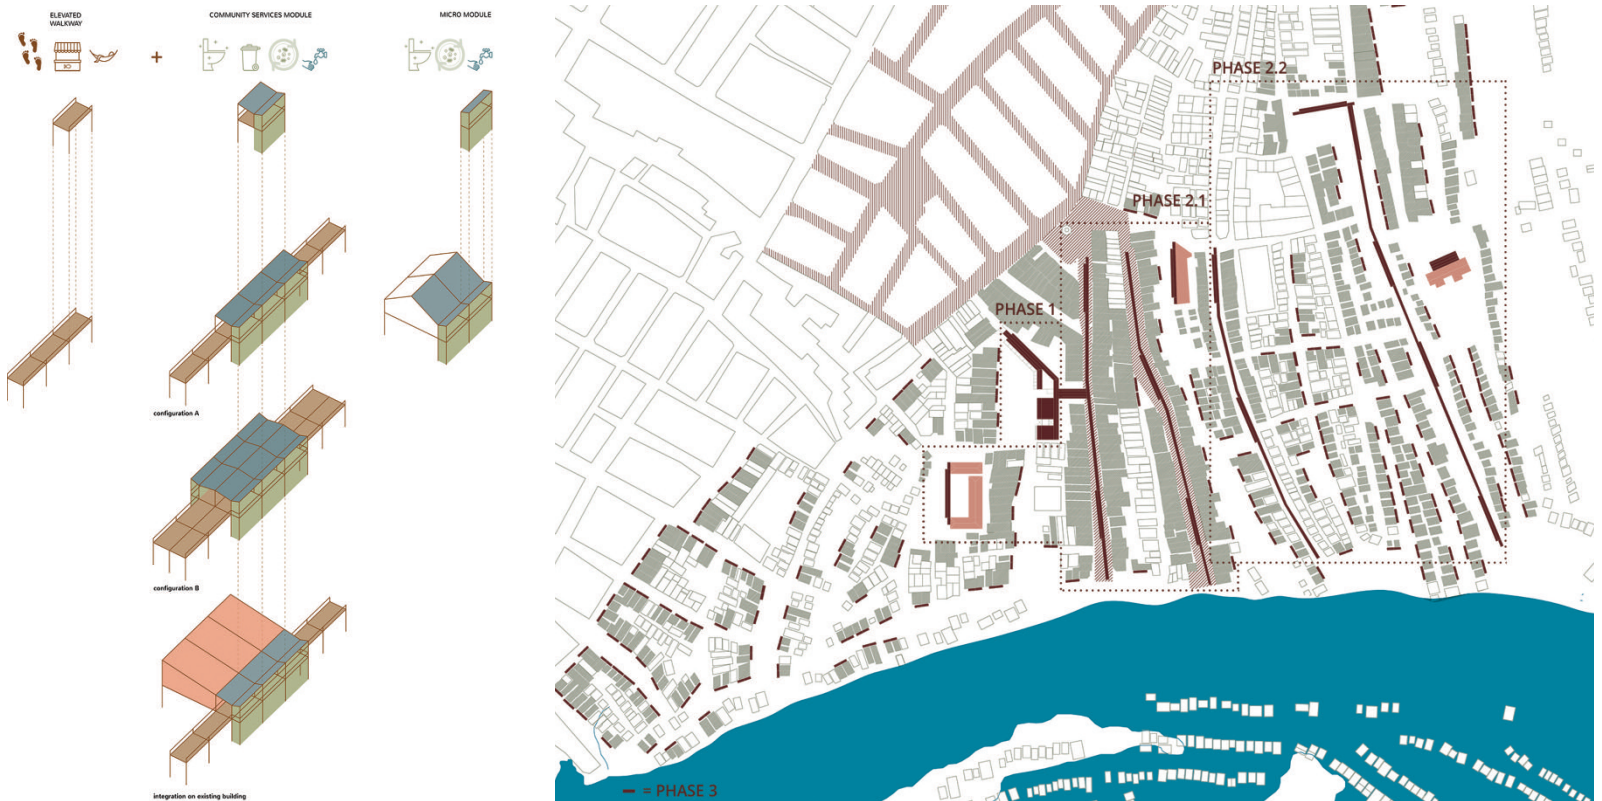 ELEVATED
WALKWAY
COMMUNITY SERVICES MODULE
MICRO MODULE
+
configuration A
configuration B
integration on existing building
PHASE 2.2
PHASE 2.1
PHASE 1
= PHASE 3